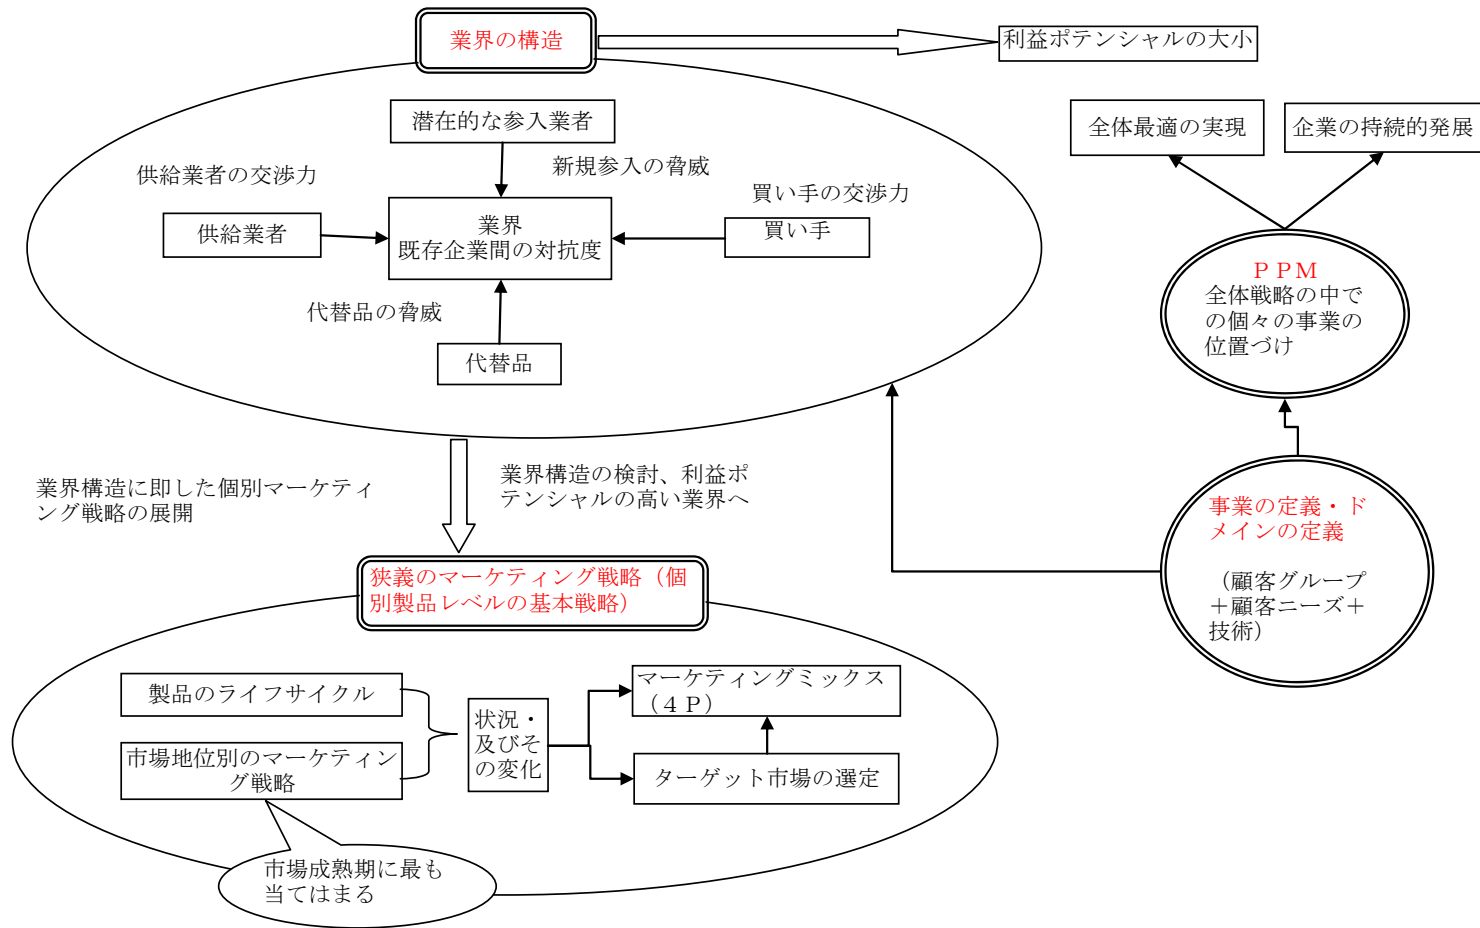 業界の構造
利益ポテンシャルの大小
潜在的な参入業者
新規参入の脅威
供給業者の交渉力
買い手の交渉力
供給業者
業界
既存企業間の対抗度
買い手
代替品の脅威
代替品
全体最適の実現
企業の持続的発展
ＰＰＭ
全体戦略の中で
の個々の事業の
位置づけ
業界構造に即した個別マーケティ
ング戦略の展開
業界構造の検討、利益ポ
テンシャルの高い業界へ
事業の定義・ド
メインの定義
（顧客グループ
＋顧客ニーズ＋
技術）
狭義のマーケティング戦略（個
別製品レベルの基本戦略）
製品のライフサイクル
市場地位別のマーケティン
グ戦略
状況・
及びそ
の変化
マーケティングミックス
（４Ｐ）
ターゲット市場の選定
市場成熟期に最も
当てはまる